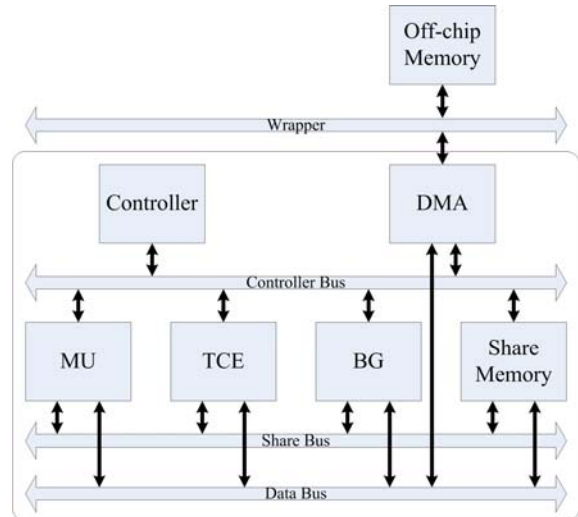 Off-chip
Memory
Wrapper
Controller
DMA
Controller Bus
MU
TCE
BG
Share
Memory
Share Bus
Data Bus